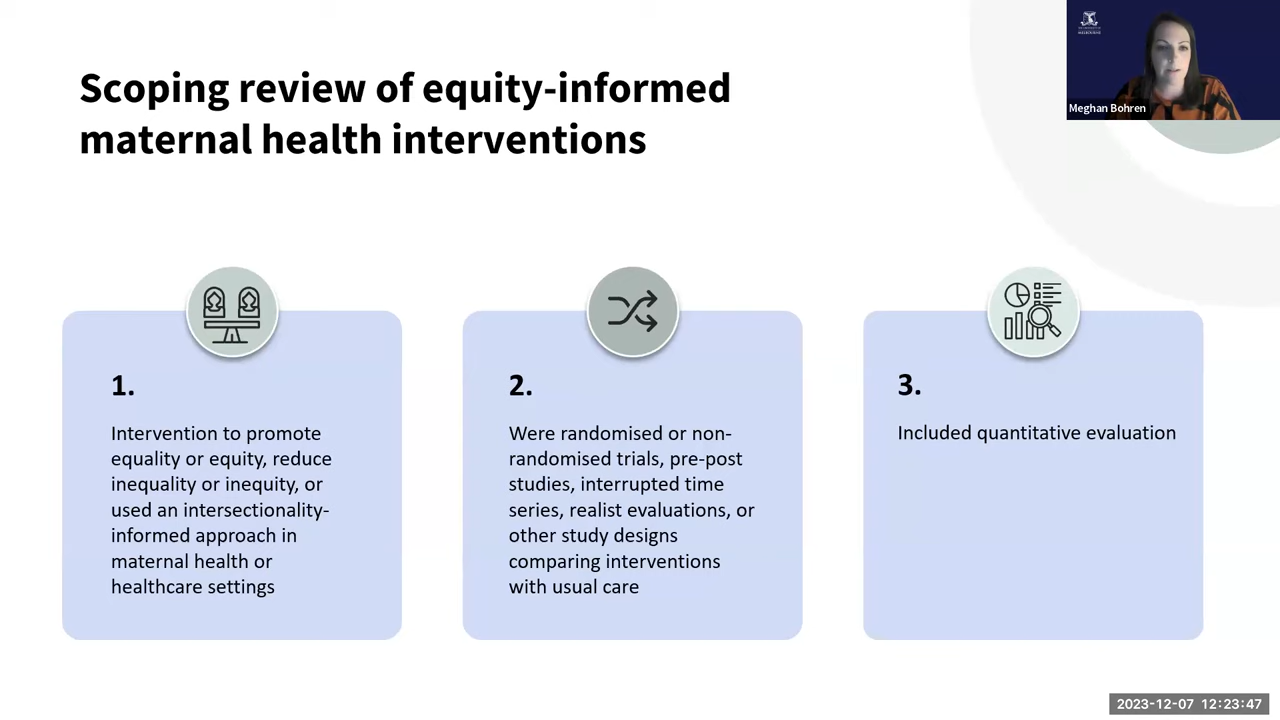 Scoping review of equity-informed
maternal health interventions
MELBOURNE
Meghan Bohren
1.
Intervention to promote
equality or equity, reduce
inequality or inequity, or
used an intersectionality-
informed approach in
maternal health or
healthcare settings
2.
Were randomised or non-
randomised trials, pre-post
studies, interrupted time
series, realist evaluations, or
other study designs
comparing interventions
with usual care
3.
Included quantitative evaluation
2023-12-07 12:23:47